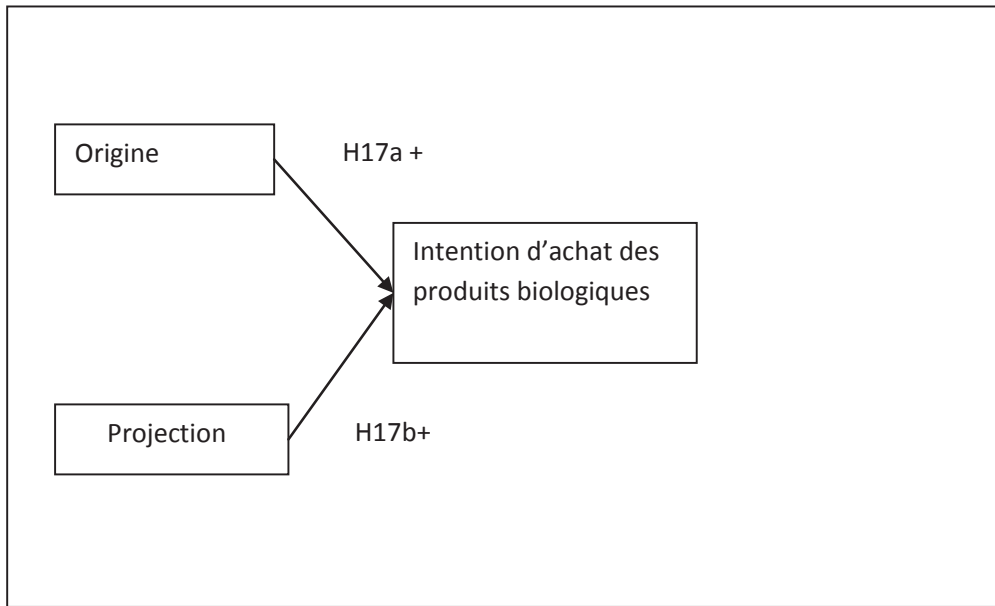 Origine
H17a +
Intention d’achat des
produits biologiques
Projection
H17b+